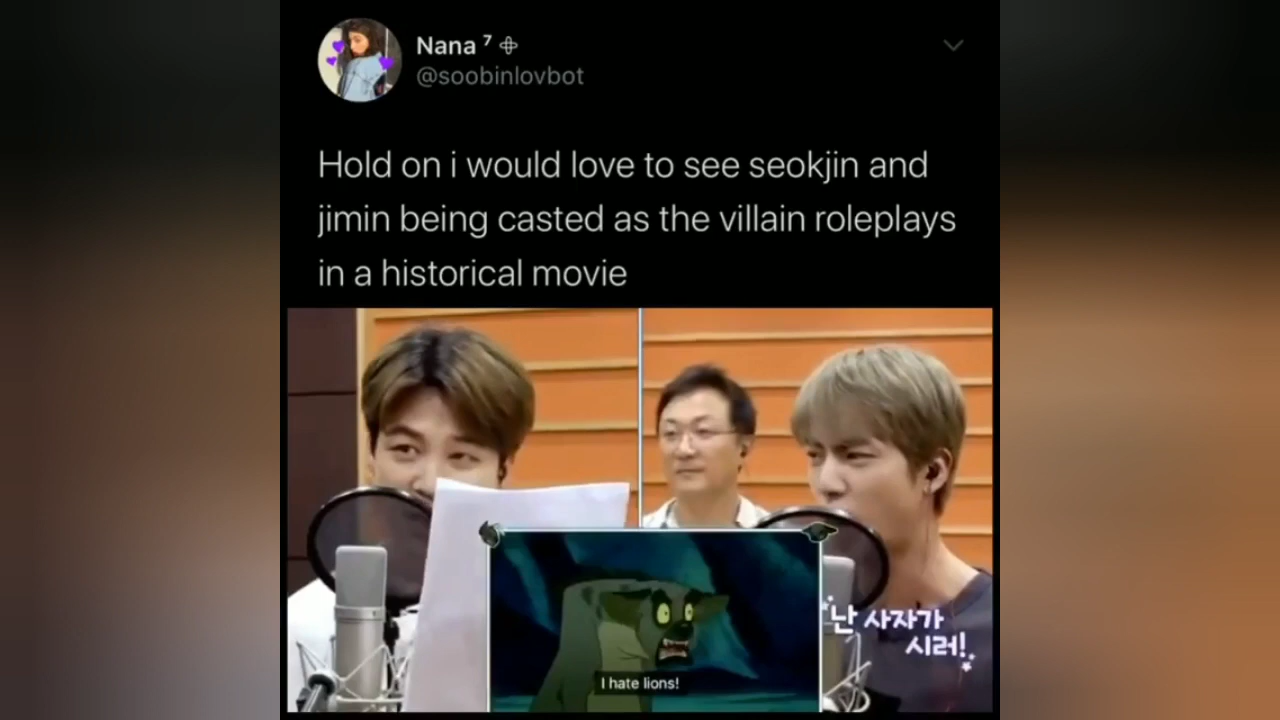 Nana ⁷
@soobinlovbot
Hold on i would love to see seokjin and
jimin being casted as the villain roleplays
in a historical movie
난 사자가
시러!
I hate lions!